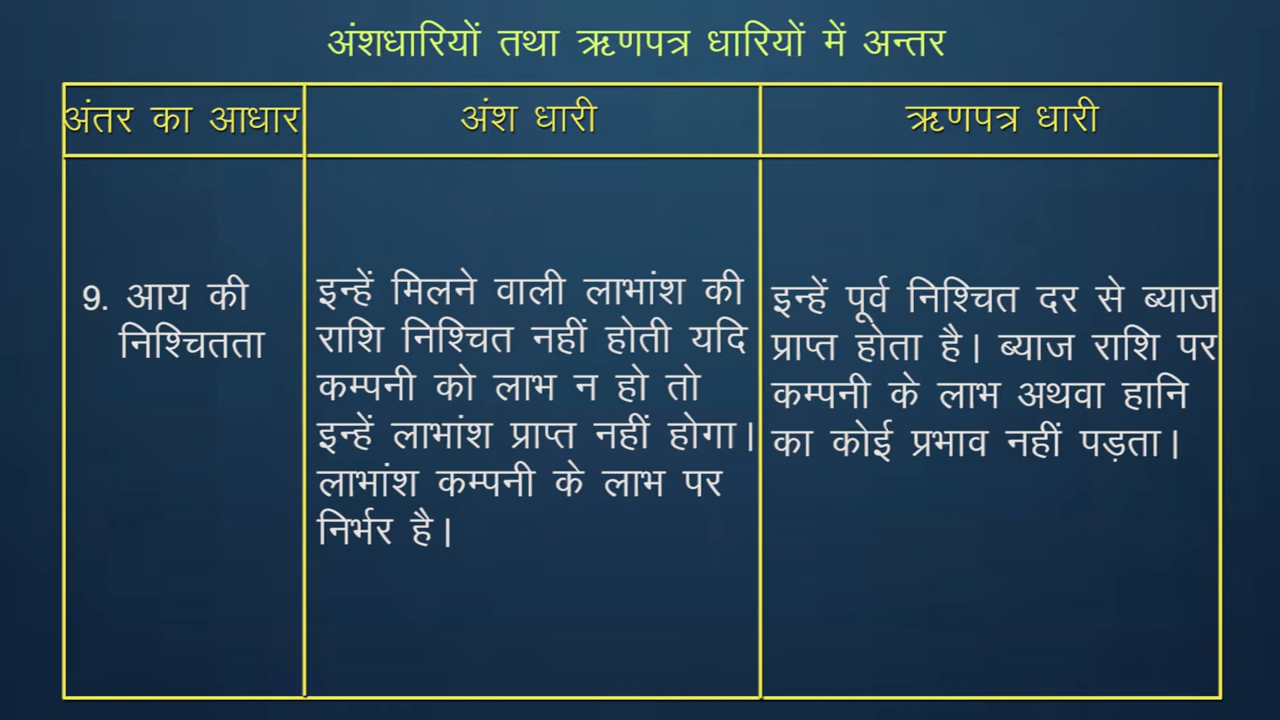 अंशधारियों तथा ऋणपत्र धारियों में अन्तर
अंतर का आधार
अंश धारी
ऋणपत्र धारी
9. आय की
निश्चितता
इन्हें मिलने वाली लाभांश की
राशि निश्चित नहीं होती यदि
कम्पनी को लाभ न हो तो
इन्हें लाभांश प्राप्त नहीं होगा।
लाभांश कम्पनी के लाभ पर
निर्भर है।
इन्हें पूर्व निश्चित दर से ब्याज
प्राप्त होता है। ब्याज राशि पर
कम्पनी के लाभ अथवा हानि
का कोई प्रभाव नहीं पड़ता।